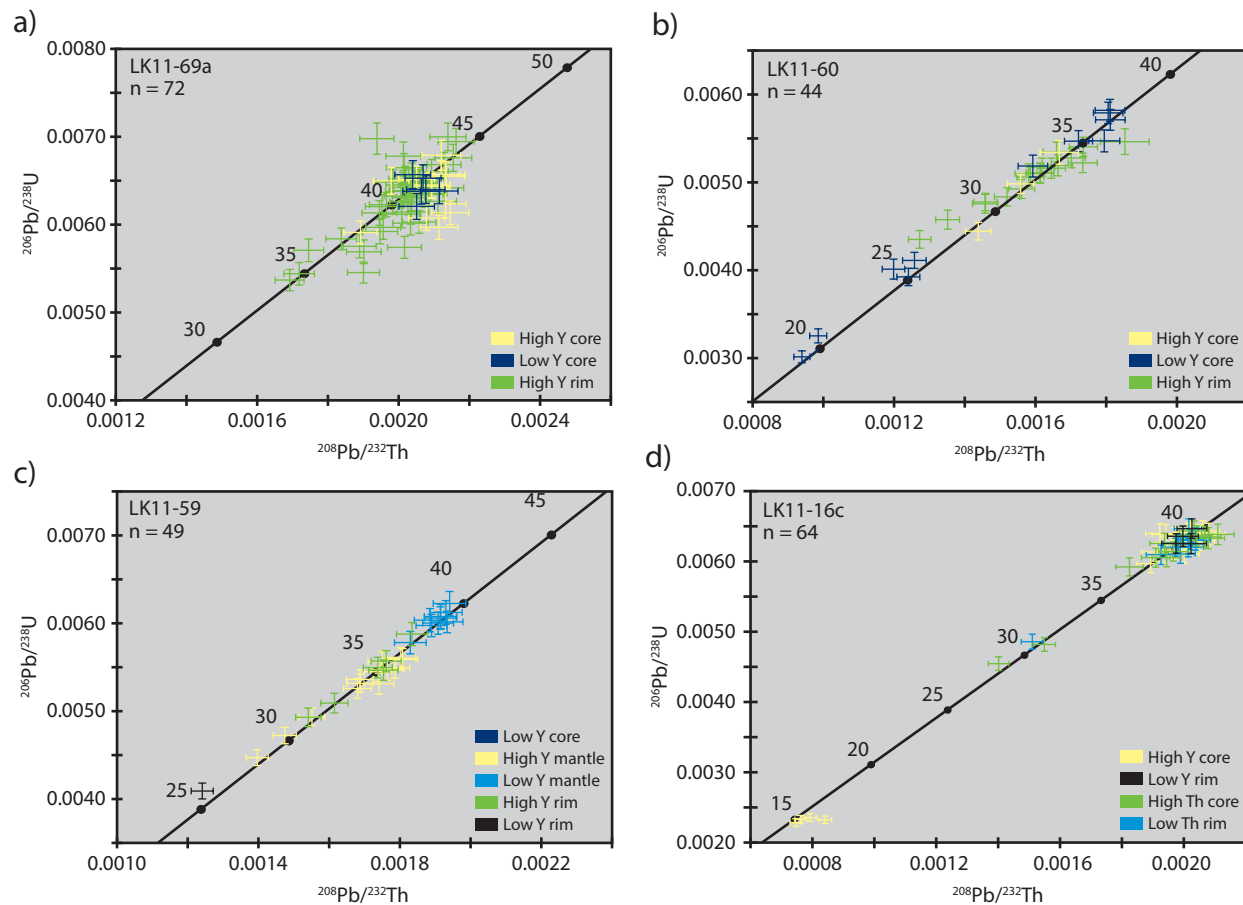 a)
LK11-69a
n = 72
0.0080
0.0070
0.0060
0.0050
0.0040
206Pb/238U
50
45
40
35
30
High Y core
Low Y core
High Y rim
0.0012
0.0016
0.0020
0.0024
208Pb/232Th
b)
LK11-60
n = 44
0.0060
0.0050
0.0040
0.0030
206Pb/238U
40
35
30
25
20
High Y core
Low Y core
High Y rim
0.0008
0.0012
0.0016
0.0020
208Pb/232Th
c)
LK11-59
n = 49
0.0070
0.0060
0.0050
0.0040
206Pb/238U
45
40
35
30
25
Low Y core
High Y mantle
Low Y mantle
High Y rim
Low Y rim
0.0010
0.0014
0.0018
0.0022
208Pb/232Th
d)
LK11-16c
n = 64
0.0070
0.0060
0.0050
0.0040
0.0030
0.0020
206Pb/238U
40
35
30
25
20
15
High Y core
Low Y rim
High Th core
Low Th rim
0.0008
0.0012
0.0016
0.0020
208Pb/232Th